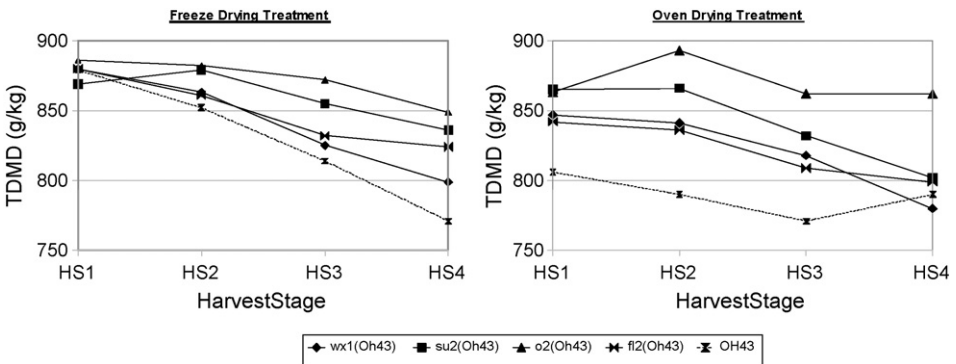 Freeze Drying Treatment
Oven Drying Treatment
900
850
800
750
TDMD (g/kg)
HS1 HS2 HS3 HS4
HarvestStage
900
850
800
750
TDMD (g/kg)
HS1 HS2 HS3 HS4
HarvestStage
wx1(Oh43) su2(Oh43) o2(Oh43) fl2(Oh43) OH43